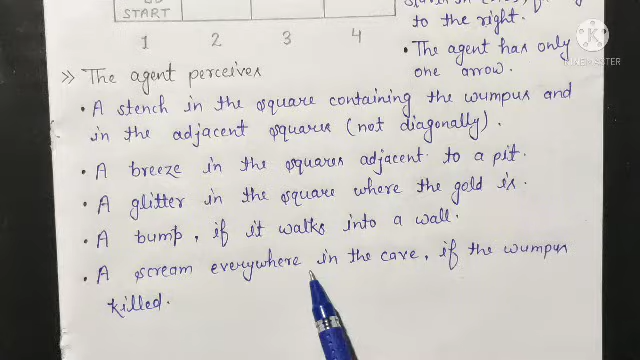 START
1 2 3 4
to the right.
• The agent has only
one arrow.
>> The agent perceives
• A stench in the square containing the wumpus and
in the adjacent squares (not diagonally).
• A breeze in the squares adjacent to a pit.
• A glitter in the square where the gold is.
• A bump, if it walks into a wall.
• A scream everywhere in the cave, if the wumpus
killed.